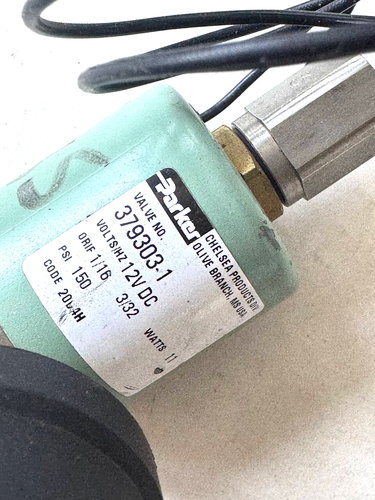 Parker
CHELSEA PRODUCTS DIV.
OLIVE BRANCH, MS USA
VALVE NO.
379303-1
VOLTS/HZ 12V DC
ORIF 1/16 3/32
PSI 150 WATTS 11
CODE